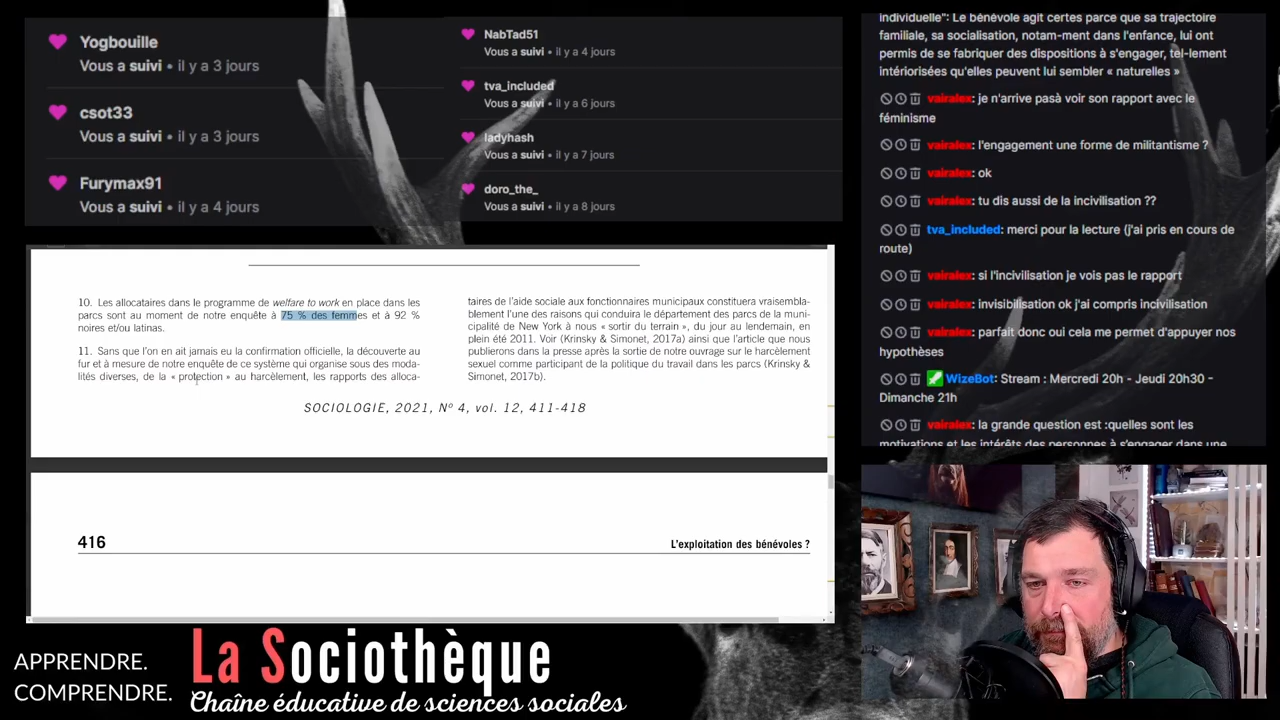 Yogbouille
Vous a suivi • il y a 3 jours
csot33
Vous a suivi • il y a 3 jours
Furymax91
Vous a suivi • il y a 4 jours
NabTad51
Vous a suivi • il y a 4 jours
tva_included
Vous a suivi • il y a 6 jours
ladyhash
Vous a suivi • il y a 7 jours
doro_the_
Vous a suivi • il y a 8 jours
10. Les allocataires dans le programme de welfare to work en place dans les
parcs sont au moment de notre enquête à 75 % des femmes et à 92 %
noires et/ou latinas.
11. Sans que l'on en ait jamais eu la confirmation officielle, la découverte au
fur et à mesure de notre enquête de ce système qui organise sous des moda-
lités diverses, de la « protection » au harcèlement, les rapports des alloca-
taires de l'aide sociale aux fonctionnaires municipaux constituera vraisembla-
blement l'une des raisons qui conduira le département des parcs de la muni-
cipalité de New York à nous « sortir du terrain », du jour au lendemain, en
plein été 2011. Voir (Krinsky & Simonet, 2017a) ainsi que l'article que nous
publierons dans la presse après la sortie de notre ouvrage sur le harcèlement
sexuel comme participant de la politique du travail dans les parcs (Krinsky &
Simonet, 2017b).
SOCIOLOGIE, 2021, Nº 4, vol. 12, 411-418
416
L'exploitation des bénévoles ?
individuelle": Le bénévole agit certes parce que sa trajectoire
familiale, sa socialisation, notam-ment dans l'enfance, lui ont
permis de se fabriquer des dispositions à s'engager, tel-lement
intériorisées qu'elles peuvent lui sembler « naturelles »
vairalex: je n'arrive pasà voir son rapport avec le
féminisme
vairalex: l'engagement une forme de militantisme ?
vairalex: ok
vairalex: tu dis aussi de la incivilisation ??
tva_included: merci pour la lecture (j'ai pris en cours de
route)
vairalex: si l'incivilisation je vois pas le rapport
vairalex: invisibilisation ok j'ai compris incivilisation
vairalex: parfait donc oui cela me permet d'appuyer nos
hypothèses
WizeBot: Stream : Mercredi 20h - Jeudi 20h30 -
Dimanche 21h
vairalex: la grande question est :quelles sont les
motivations et les intérêts des personnes à s'engager dans une
APPRENDRE.
COMPRENDRE.
La Sociothèque
Chaîne éducative de sciences sociales